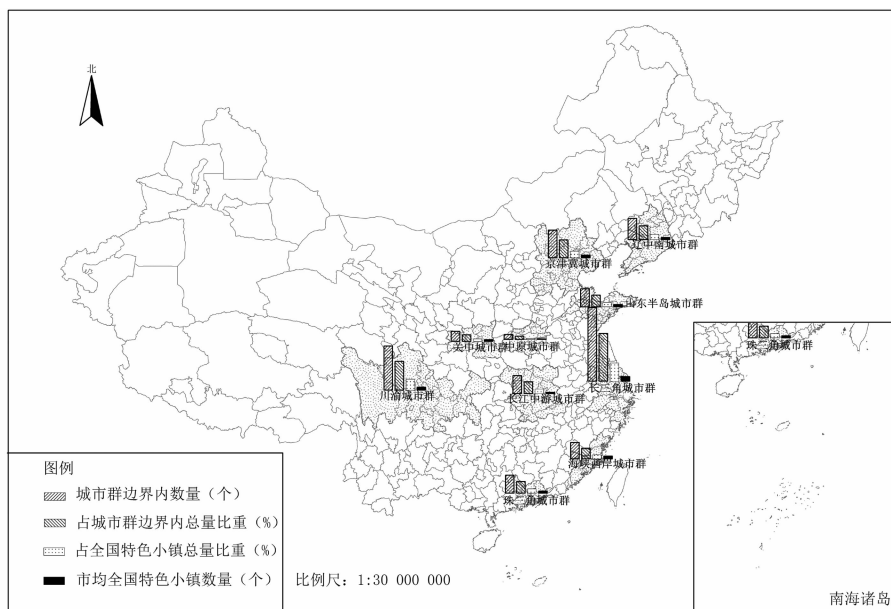 北
辽中南城市群
京津冀城市群
山东半岛城市群
关中城市群
中原城市群
长三角城市群
川渝城市群
长江中游城市群
海峡西岸城市群
珠三角城市群
珠三角城市群
图例
城市群边界内数量（个）
占城市群边界内总量比重（%）
占全国特色小镇总量比重（%）
市均全国特色小镇数量（个）
比例尺：1:30 000 000
南海诸岛